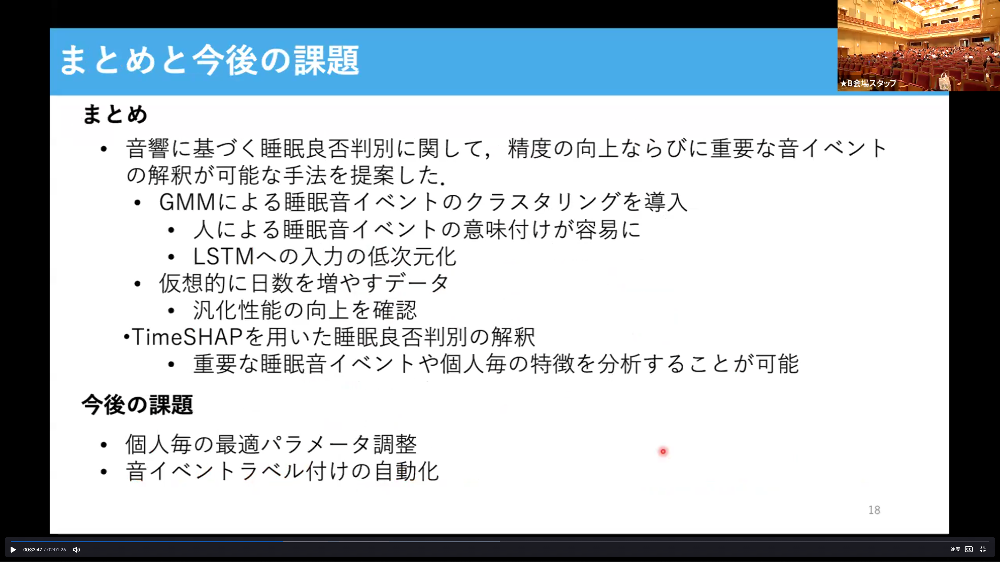 まとめと今後の課題
★B会場スタッフ
まとめ
• 音響に基づく睡眠良否判別に関して，精度の向上ならびに重要な音イベント
の解釈が可能な手法を提案した．
• GMMによる睡眠音イベントのクラスタリングを導入
• 人による睡眠音イベントの意味付けが容易に
• LSTMへの入力の低次元化
• 仮想的に日数を増やすデータ
• 汎化性能の向上を確認
•TimeSHAPを用いた睡眠良否判別の解釈
• 重要な睡眠音イベントや個人毎の特徴を分析することが可能
今後の課題
• 個人毎の最適パラメータ調整
• 音イベントラベル付けの自動化
18
00:33:47 / 02:01:26
速度 CC